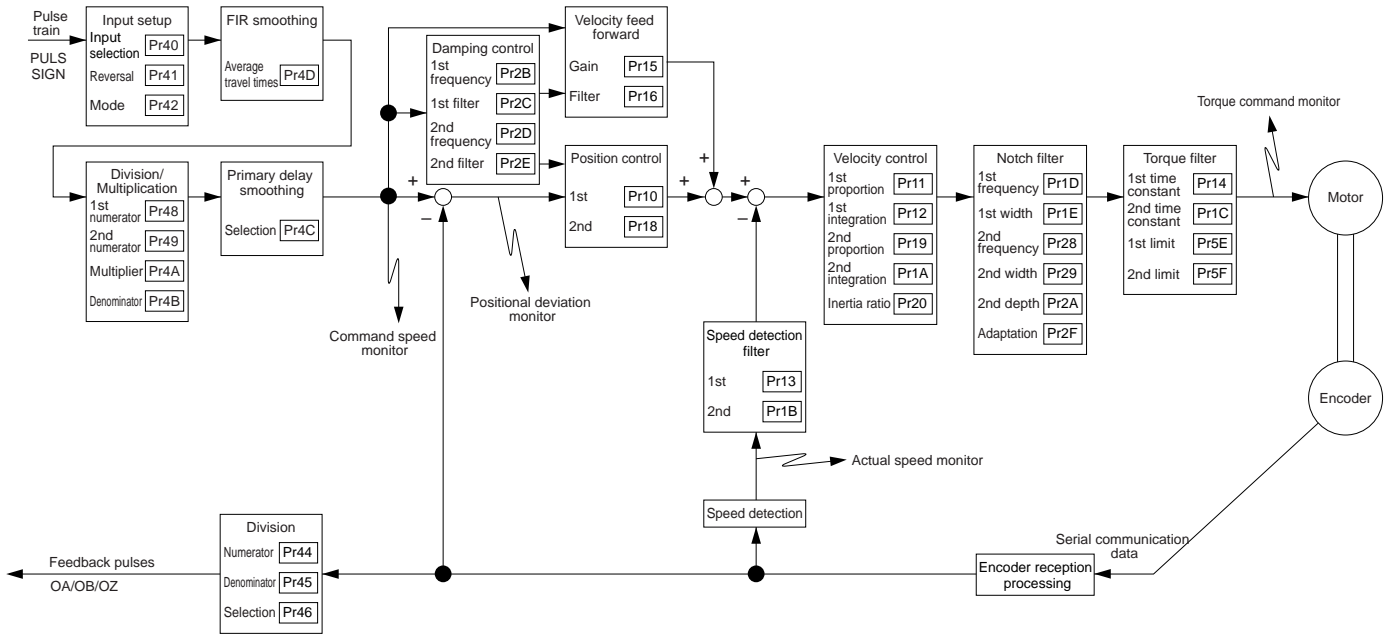 Pulse
train
PULS
SIGN
Input setup
Input
selection Pr40
Reversal Pr41
Mode Pr42
FIR smoothing
Average
travel times Pr4D
Division/
Multiplication
1st
numerator Pr48
2nd
numerator Pr49
Multiplier Pr4A
Denominator Pr4B
Primary delay
smoothing
Selection Pr4C
Damping control
1st
frequency Pr2B
1st filter Pr2C
2nd
frequency Pr2D
2nd filter Pr2E
Velocity feed
forward
Gain Pr15
Filter Pr16
Position control
1st Pr10
2nd Pr18
+
−
+
+
+
−
Command speed
monitor
Positional deviation
monitor
Velocity control
1st
proportion Pr11
1st
integration Pr12
2nd
proportion Pr19
2nd
integration Pr1A
Inertia ratio Pr20
Notch filter
1st
frequency Pr1D
1st width Pr1E
2nd
frequency Pr28
2nd width Pr29
2nd depth Pr2A
Adaptation Pr2F
Torque filter
1st time
constant Pr14
2nd time
constant Pr1C
1st limit Pr5E
2nd limit Pr5F
Torque command monitor
Motor
Encoder
Speed detection
filter
1st Pr13
2nd Pr1B
Actual speed monitor
Speed detection
Serial communication
data
Encoder reception
processing
Division
Numerator Pr44
Denominator Pr45
Selection Pr46
Feedback pulses
OA/OB/OZ